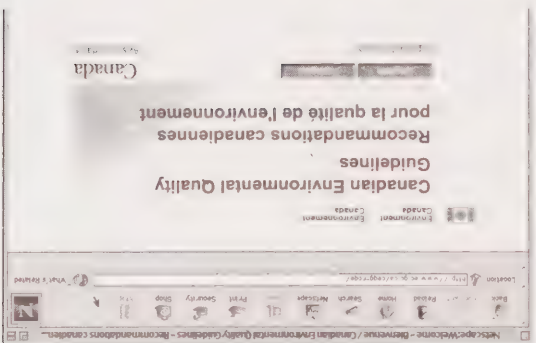 Netscape: Welcome - Bienvenue / Canadian Environmental Quality Guidelines - Recommandations canadien...
Back Reload Home Search Netscape Print Security Shop
Location
What's Related
Environment Environnement
Canada Canada
Canadian Environmental Quality
Guidelines
Recommandations canadiennes
pour la qualité de l'environnement
Canada